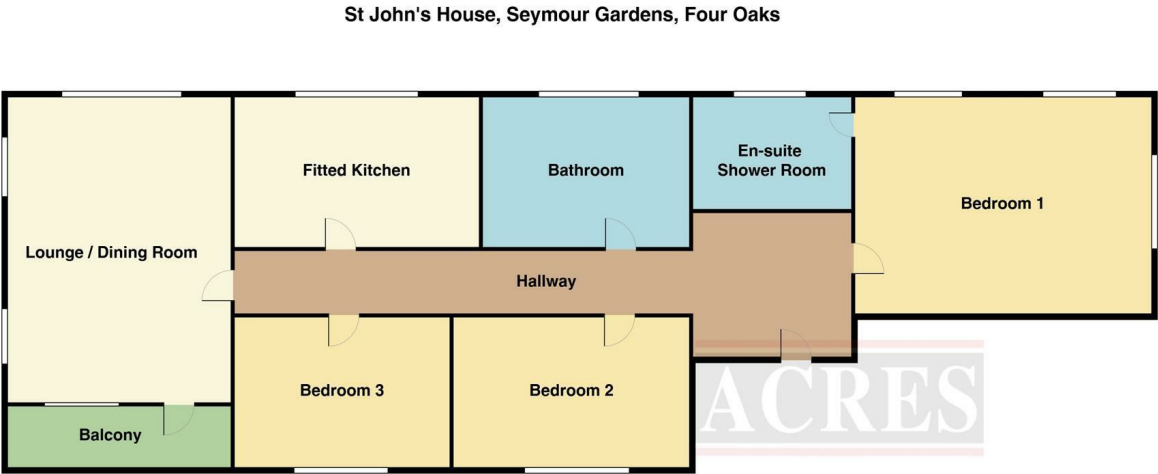 St John's House, Seymour Gardens, Four Oaks
Fitted Kitchen
Bathroom
En-suite
Shower Room
Bedroom 1
Lounge / Dining Room
Hallway
Bedroom 3
Bedroom 2
Balcony
ACRES